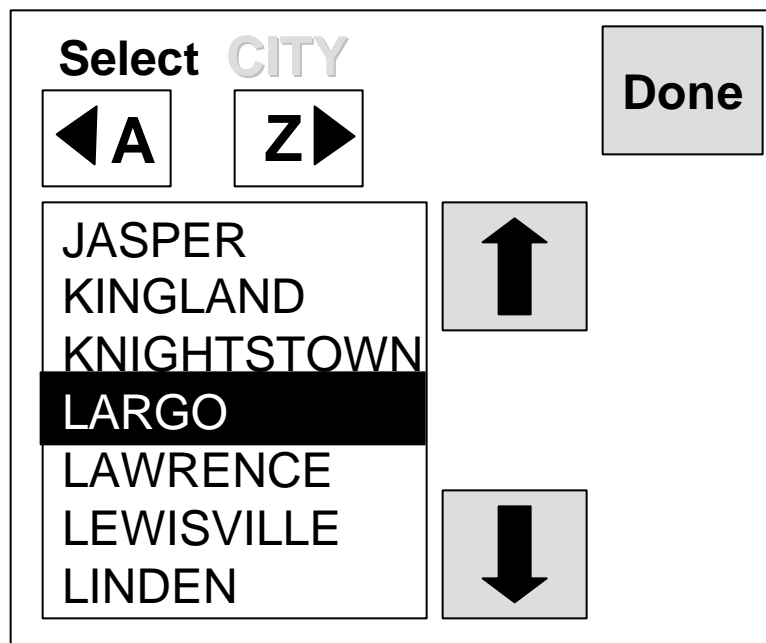 Select CITY
Done
A Z
JASPER
KINGLAND
KNIGHTSTOWN
LARGO
LAWRENCE
LEWISVILLE
LINDEN